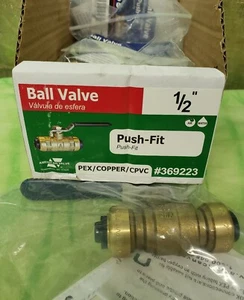 Ball Valve
Válvula de esfera
1/2"
Push-Fit
Push-Fit
PEX/COPPER/CPVC
#369223